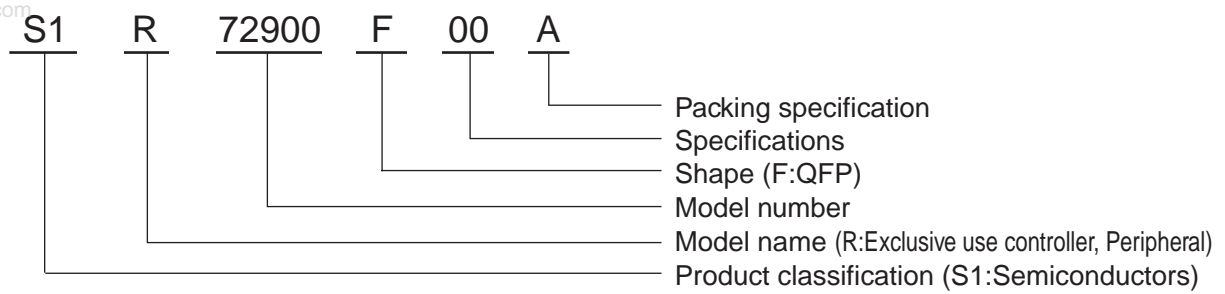 com
S1 R 72900 F 00 A
Packing specification
Specifications
Shape (F:QFP)
Model number
Model name (R:Exclusive use controller, Peripheral)
Product classification (S1:Semiconductors)